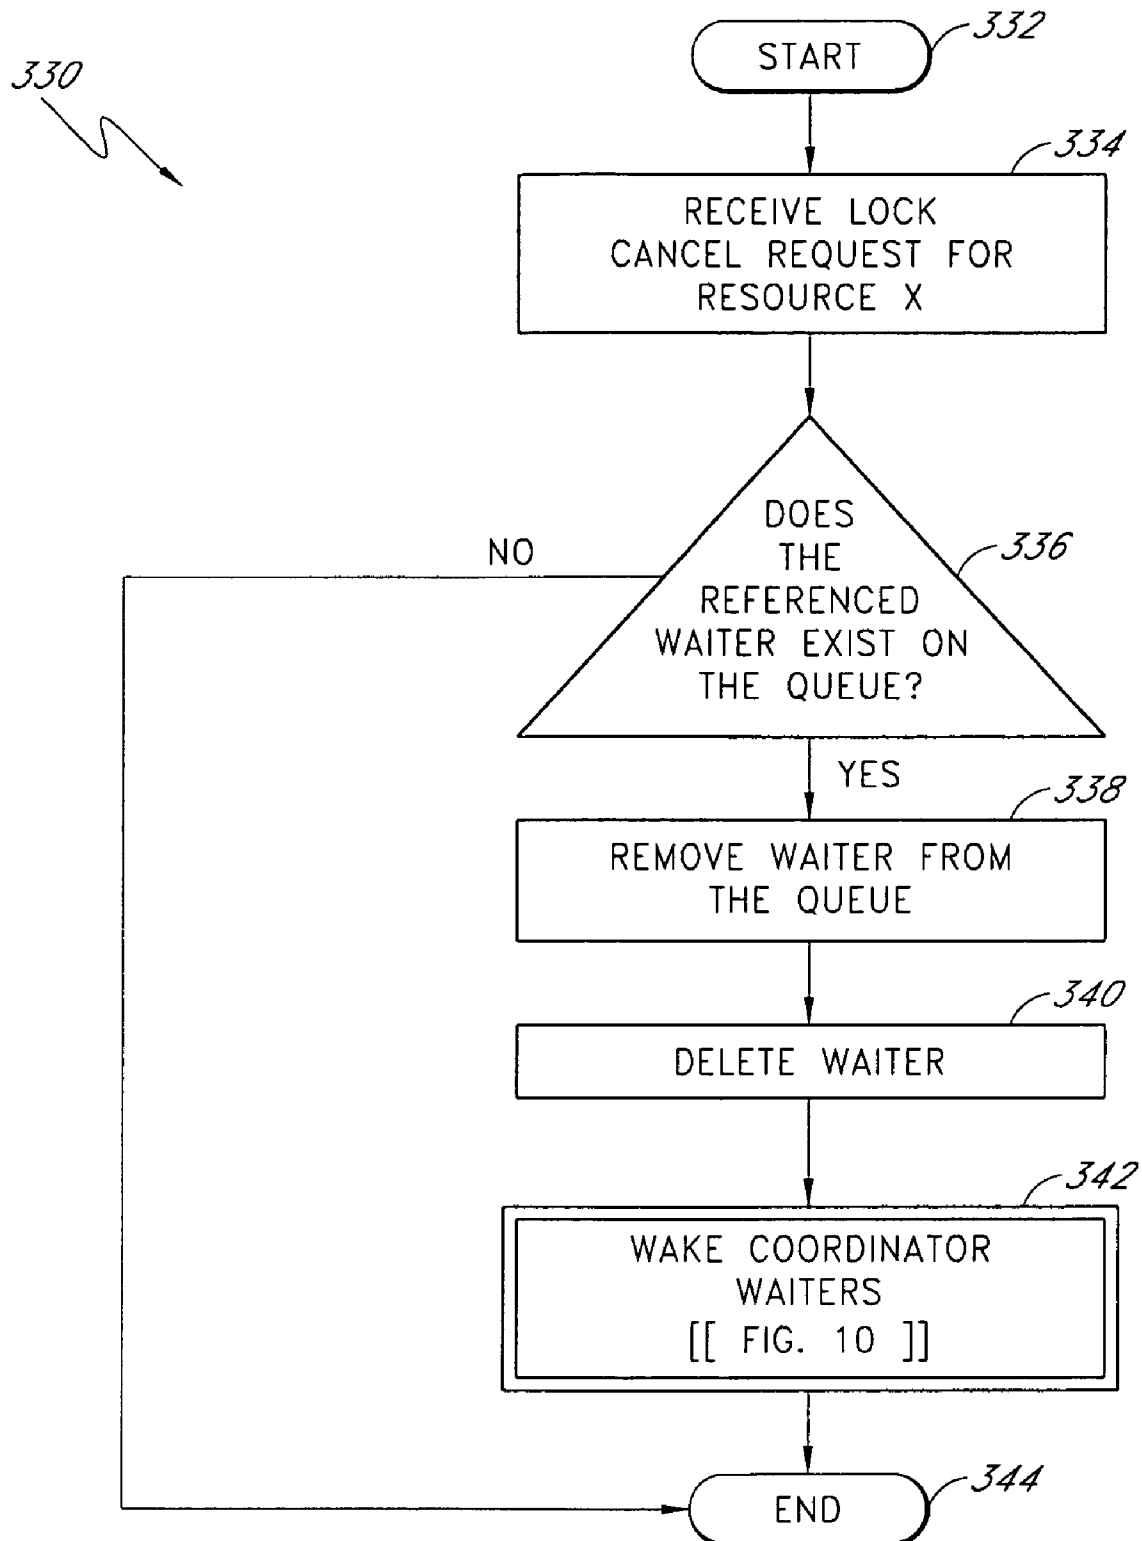 330
START
332
334
RECEIVE LOCK
CANCEL REQUEST FOR
RESOURCE X
NO
DOES
THE
REFERENCED
WAITER EXIST ON
THE QUEUE?
336
YES
338
REMOVE WAITER FROM
THE QUEUE
340
DELETE WAITER
342
WAKE COORDINATOR
WAITERS
[[ FIG. 10 ]]
END
344